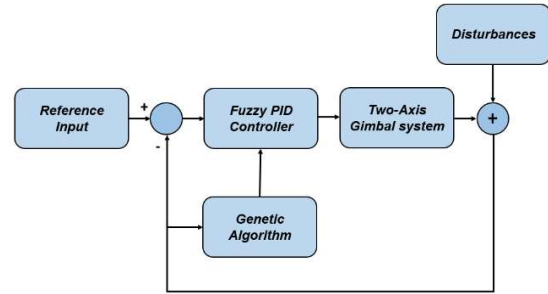 Disturbances
Reference
Input
+
-
Fuzzy PID
Controller
Two-Axis
Gimbal system
+
Genetic
Algorithm